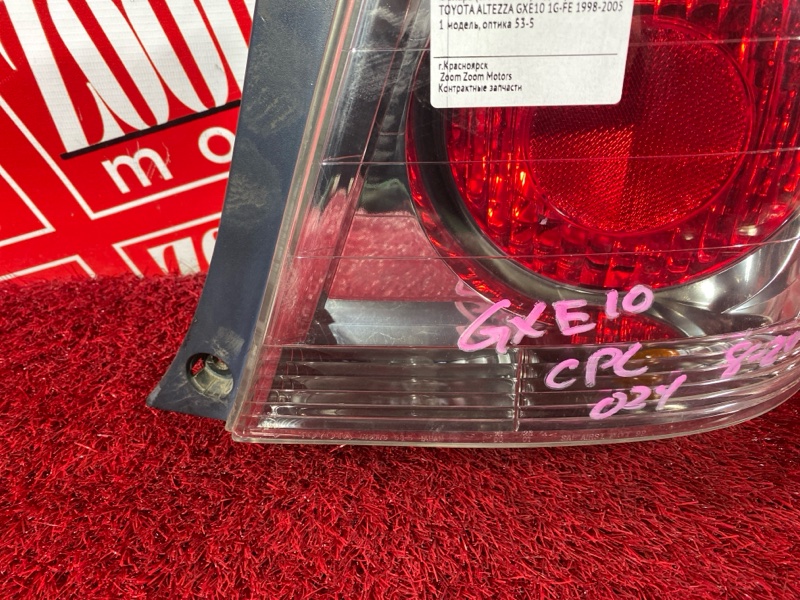 TOYOTA ALTEZZA GXE10 1G-FE 1998-2005
1 модель, оптика 53-5
г.Красноярск
Zoom Zoom Motors
Контрактные запчасти
GXE10
CPL
024